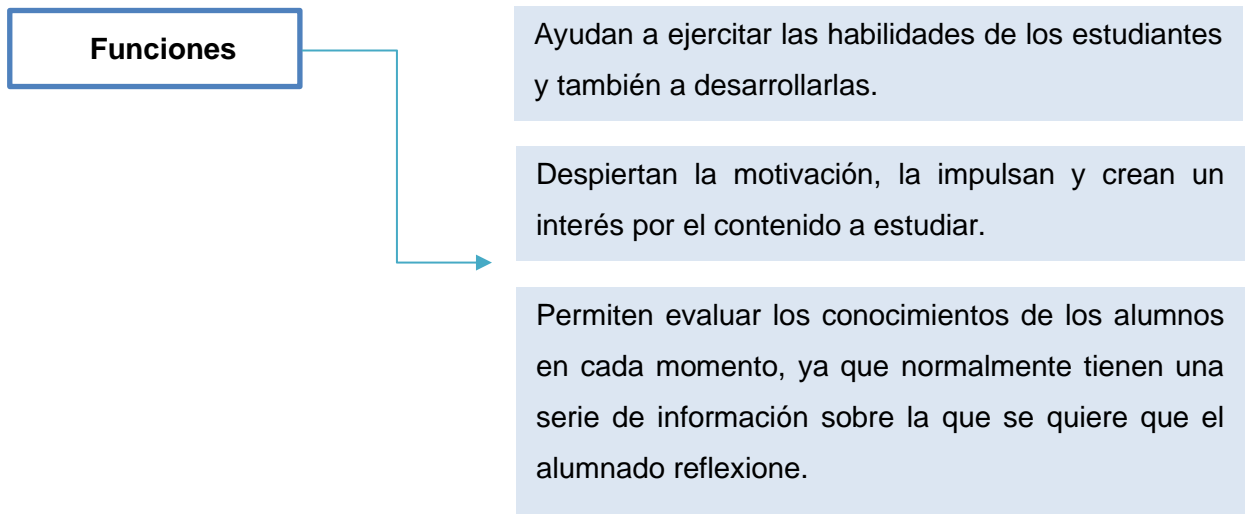 Funciones
Ayudan a ejercitar las habilidades de los estudiantes
y también a desarrollarlas.
Despiertan la motivación, la impulsan y crean un
interés por el contenido a estudiar.
Permiten evaluar los conocimientos de los alumnos
en cada momento, ya que normalmente tienen una
serie de información sobre la que se quiere que el
alumnado reflexione.